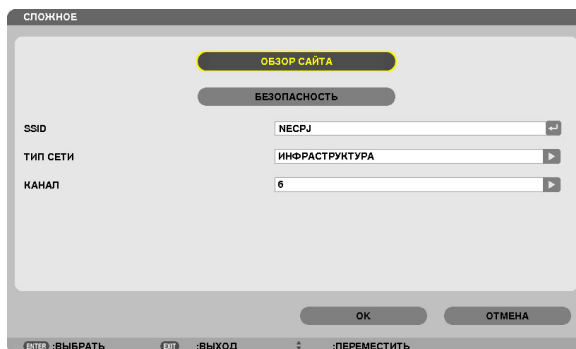 СЛОЖНОЕ
ОБЗОР САЙТА
БЕЗОПАСНОСТЬ
SSID NECPJ
ТИП СЕТИ ИНФРАСТРУКТУРА
КАНАЛ 6
OK ОТМЕНА
ENTER :ВЫБРАТЬ EXIT :ВЫХОД :ПЕРЕМЕСТИТЬ